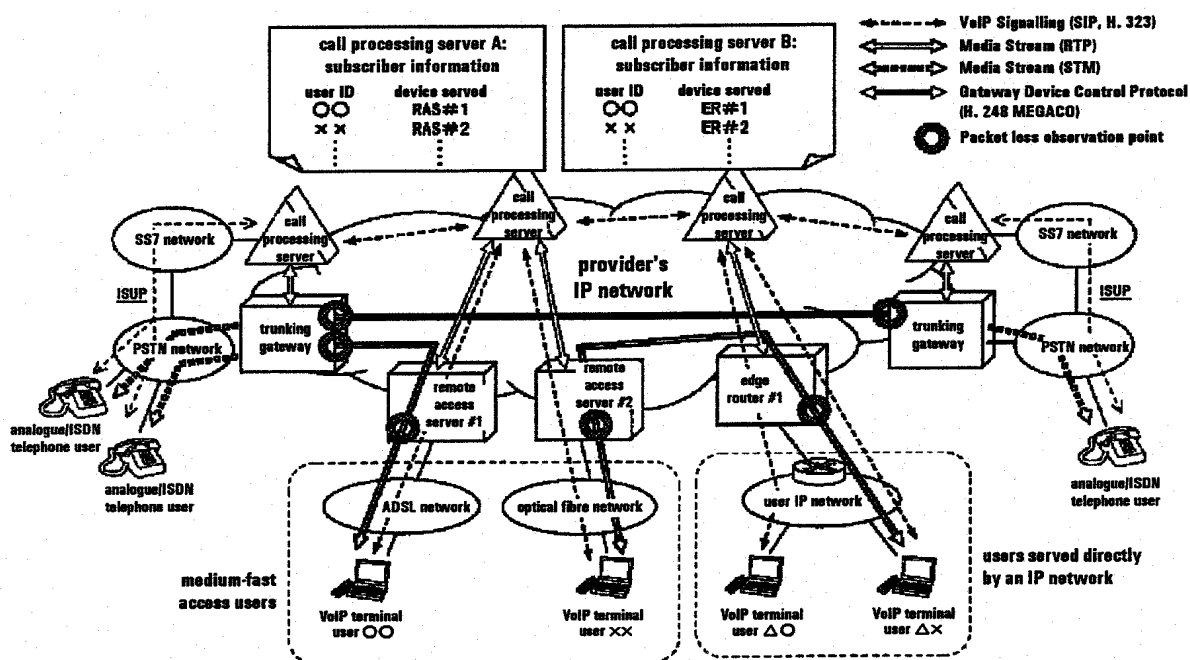 call processing server A:
subscriber information
user ID device served
○○ RAS#1
×× RAS#2
call processing server B:
subscriber information
user ID device served
○○ ER#1
×× ER#2
VoIP Signalling (SIP, H. 323)
Media Stream (RTP)
Media Stream (STM)
Gateway Device Control Protocol
(H. 248 MEGACO)
Packet loss observation point
SS7 network
call
processing
server
call
processing
server
call
processing
server
call
processing
server
SS7 network
ISUP
provider's
IP network
ISUP
PSTN network
trunking
gateway
trunking
gateway
PSTN network
remote
access
server #1
remote
access
server #2
edge
router #1
analogue/ISDN
telephone user
analogue/ISDN
telephone user
analogue/ISDN
telephone user
ADSL network
optical fibre network
user IP network
medium-fast
access users
users served directly
by an IP network
VoIP terminal
user ○○
VoIP terminal
user ××
VoIP terminal
user △○
VoIP terminal
user △×